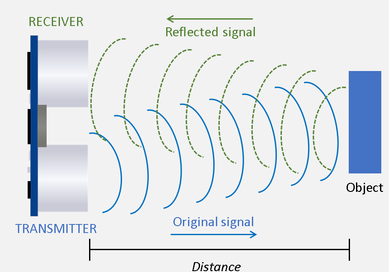 RECEIVER
Reflected signal
Object
Original signal
TRANSMITTER
Distance